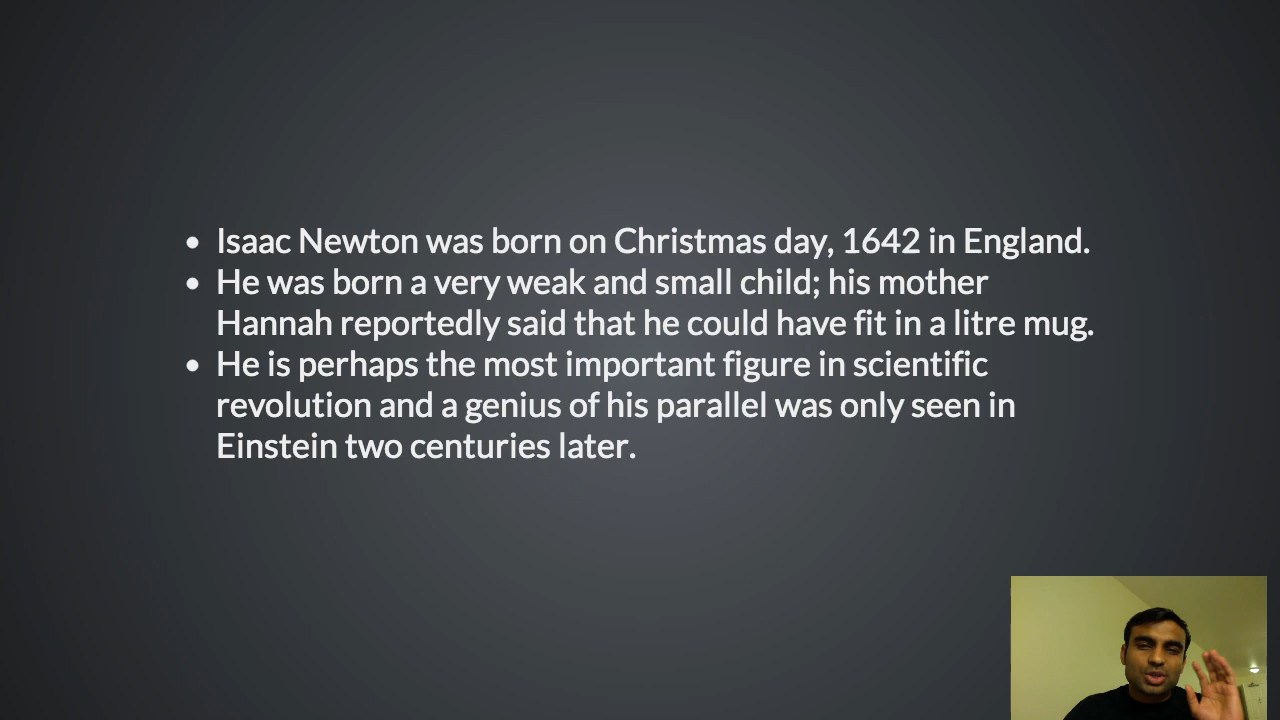 • Isaac Newton was born on Christmas day, 1642 in England.
• He was born a very weak and small child; his mother
Hannah reportedly said that he could have fit in a litre mug.
• He is perhaps the most important figure in scientific
revolution and a genius of his parallel was only seen in
Einstein two centuries later.